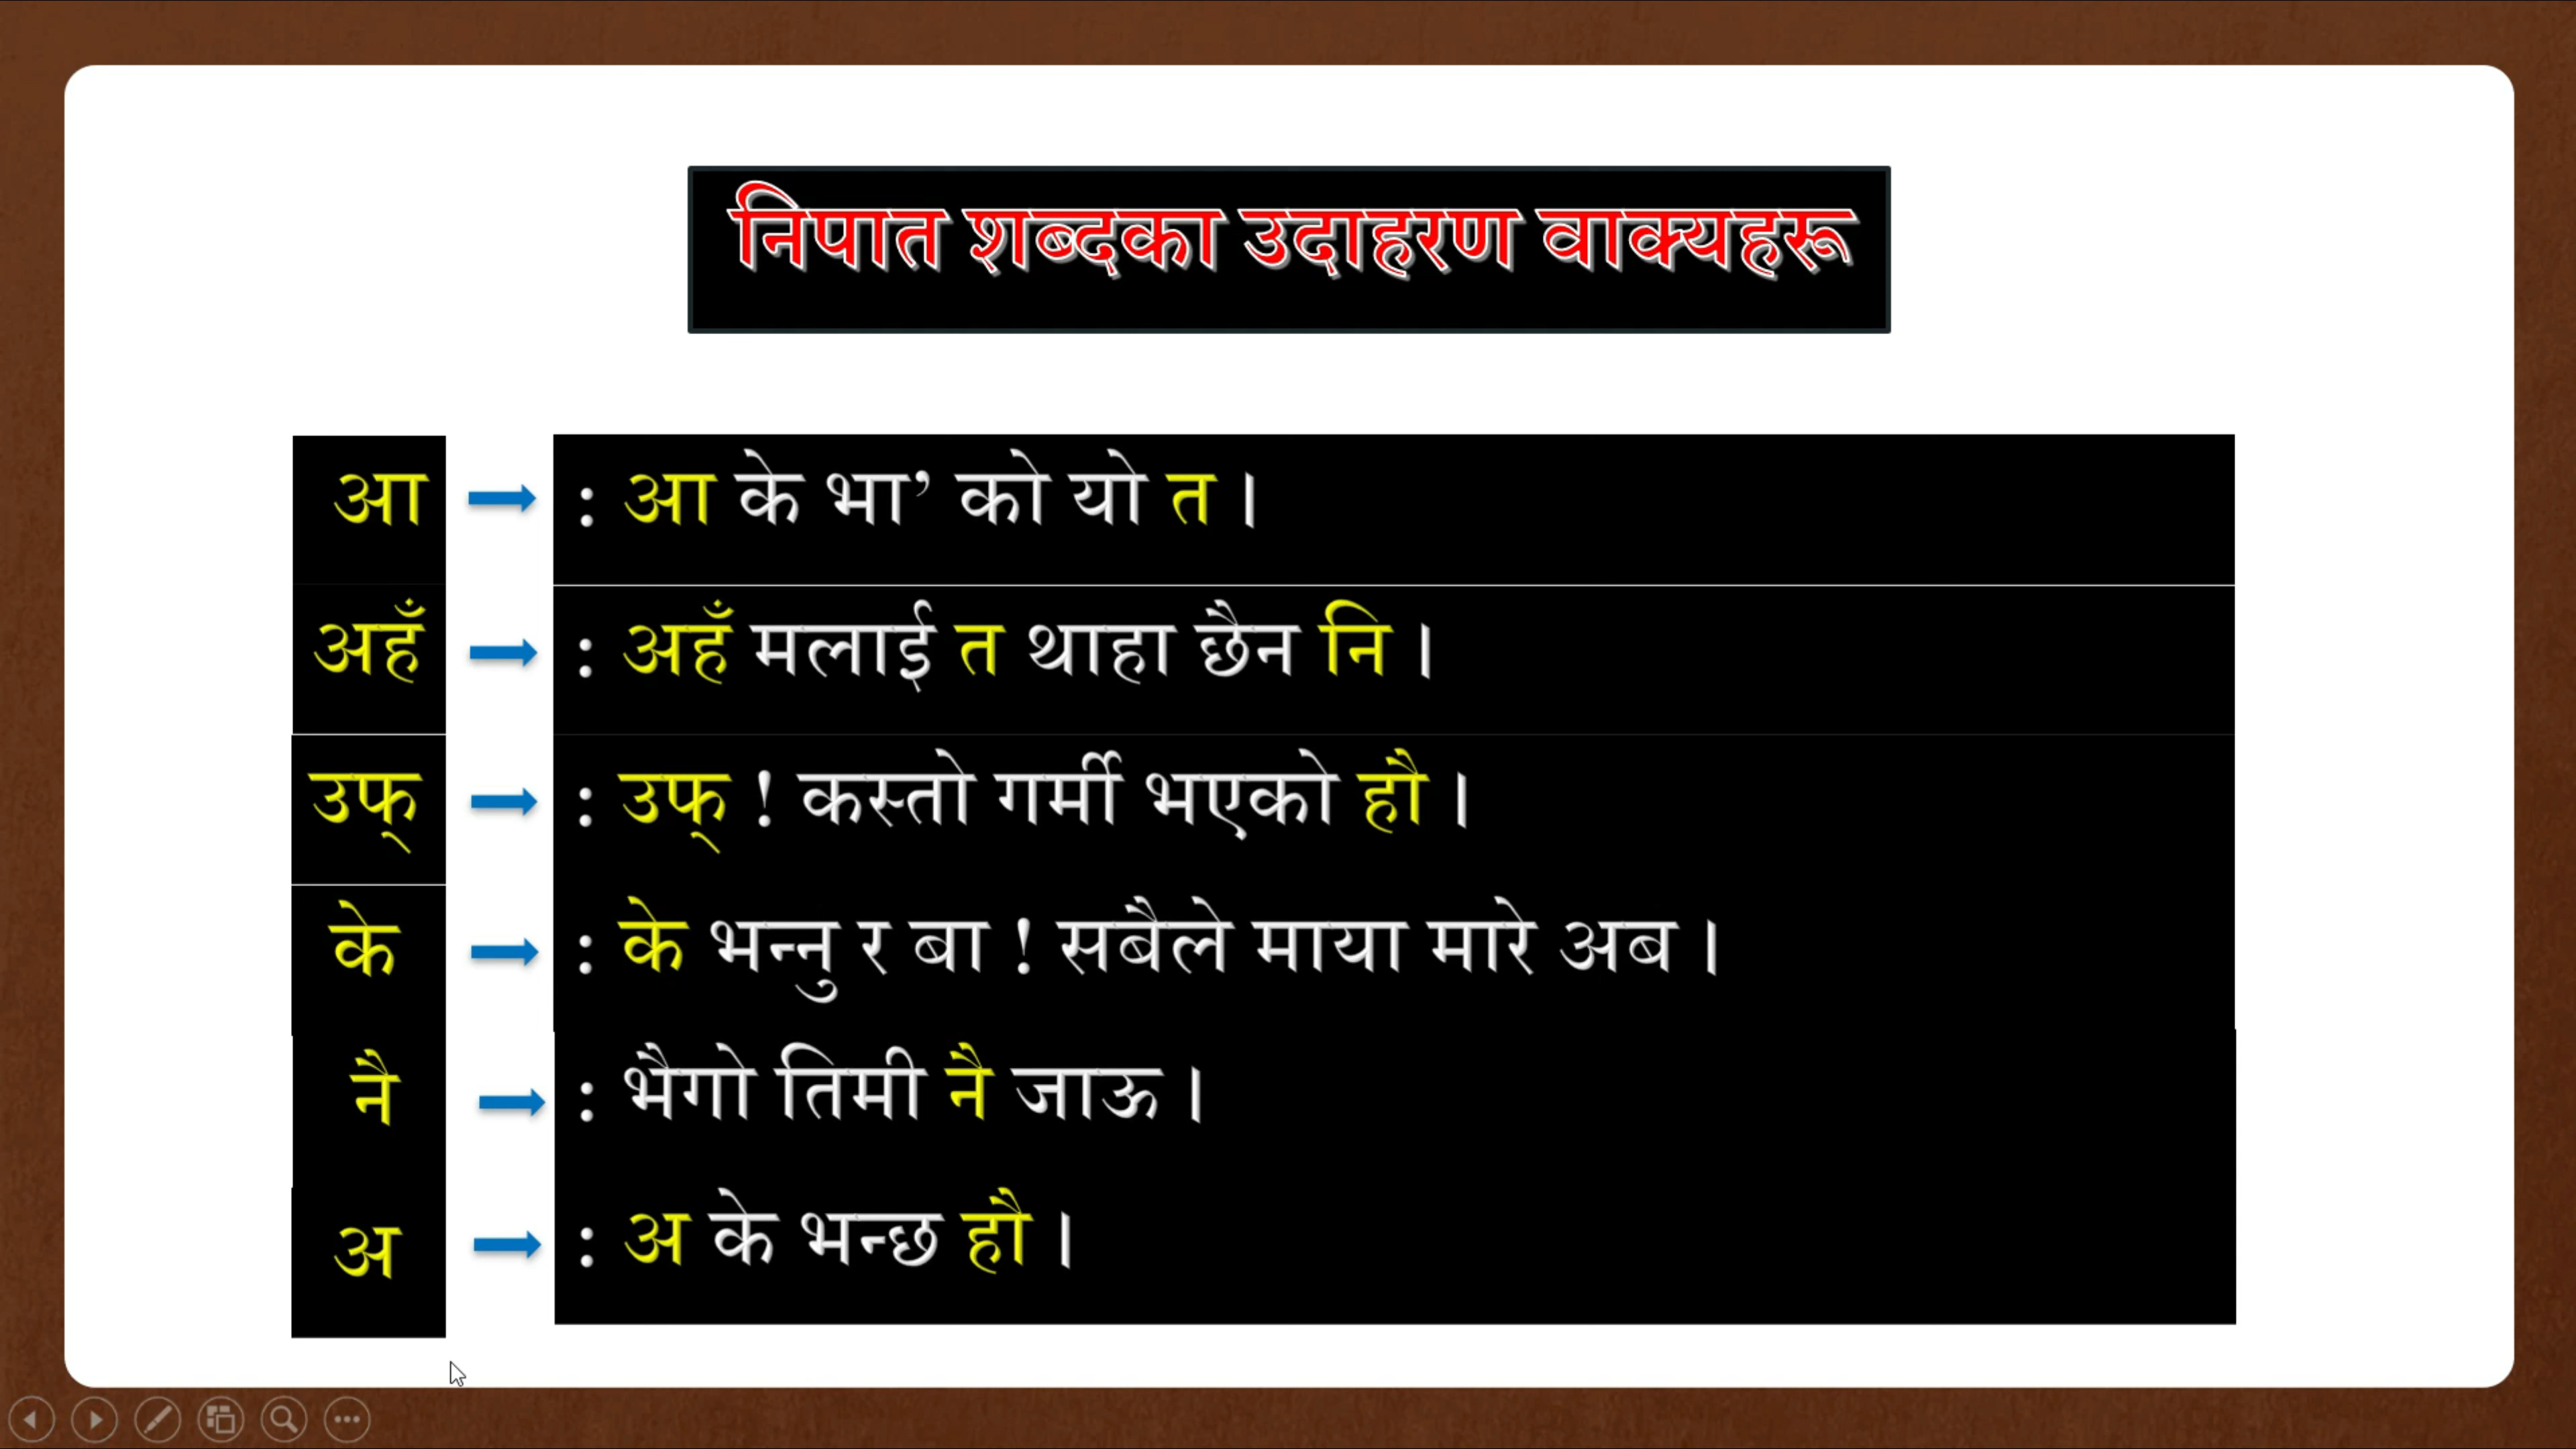 निपात शब्दका उदाहरण वाक्यहरू
आ : आ के भा’ को यो त ।
अहँ : अहँ मलाई त थाहा छैन नि ।
उफ् : उफ् ! कस्तो गर्मी भएको हौ ।
के : के भन्नु र बा ! सबैले माया मारे अब ।
नै : भैगो तिमी नै जाऊ ।
अ : अ के भन्छ हौ ।